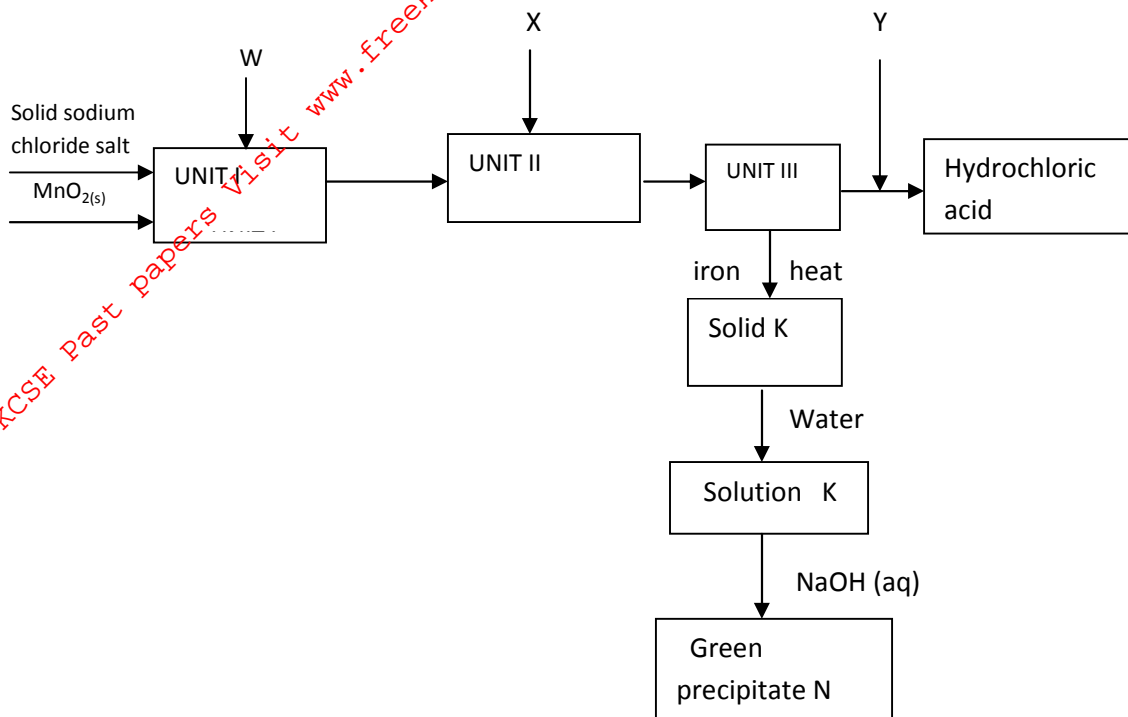 X
Y
W
Solid sodium
chloride salt
MnO2(s)
UNIT I
UNIT II
UNIT III
Hydrochloric
acid
iron heat
Solid K
Water
Solution K
NaOH (aq)
Green
precipitate N
KCSE Past papers Visit www.freem